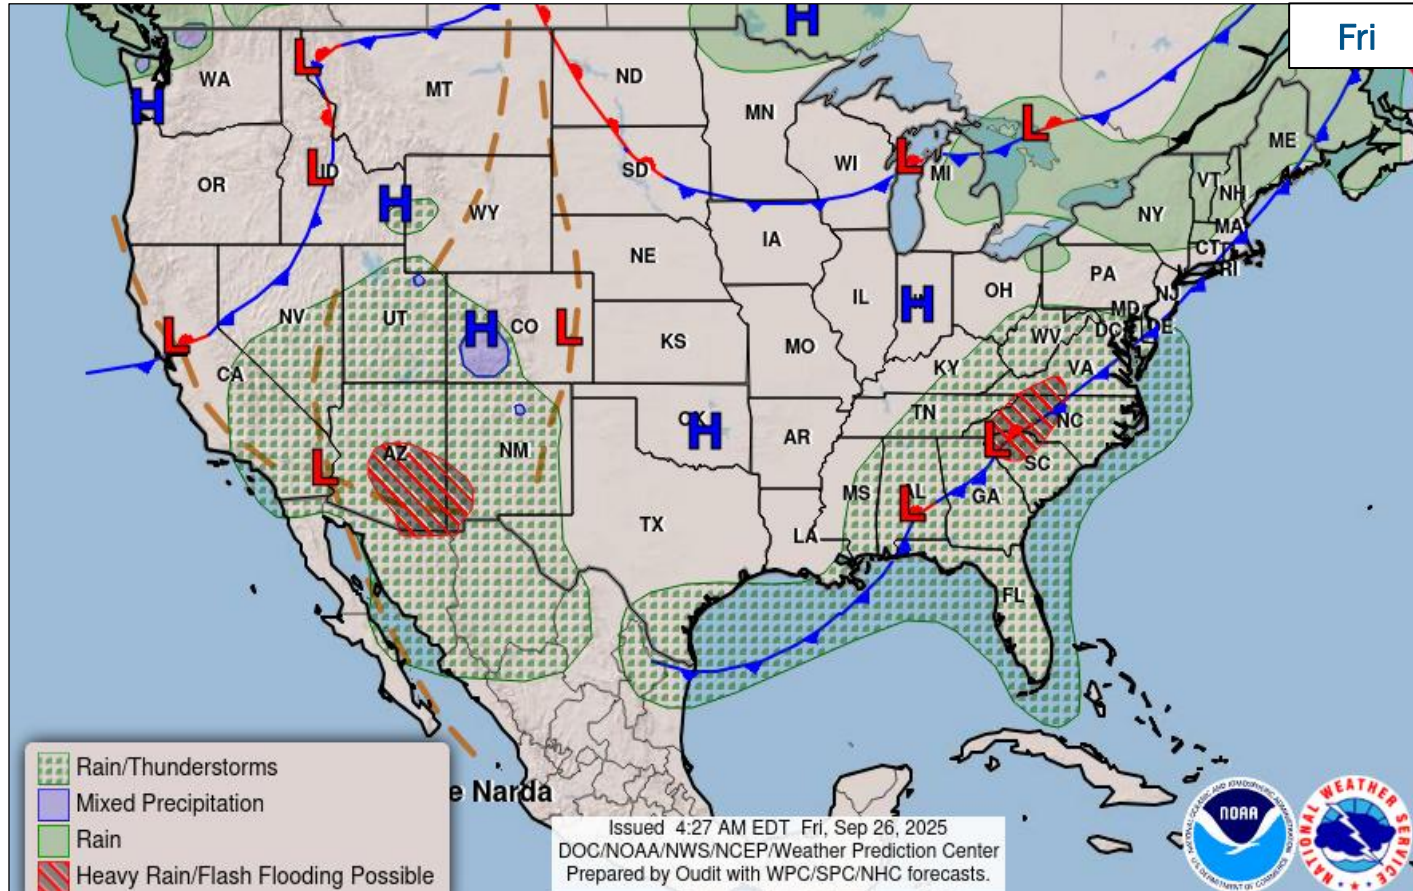 Fri
H
L
WA
MT
ND
MN
H
OR
L
ID
H
WY
SD
WI
L
MI
L
ME
VT
NH
NY
MA
CT
RI
NE
IA
IL
H
OH
PA
NJ
MD
DE
DC
WV
VA
L
NV
UT
H
CO
L
KS
MO
KY
CA
L
AZ
NM
OK
H
AR
TN
NC
L
SC
MS
AL
L
GA
TX
LA
FL
Rain/Thunderstorms
Mixed Precipitation
Rain
Heavy Rain/Flash Flooding Possible
e Narda
Issued 4:27 AM EDT Fri, Sep 26, 2025
DOC/NOAA/NWS/NCEP/Weather Prediction Center
Prepared by Oudit with WPC/SPC/NHC forecasts.
NOAA
NATIONAL WEATHER SERVICE